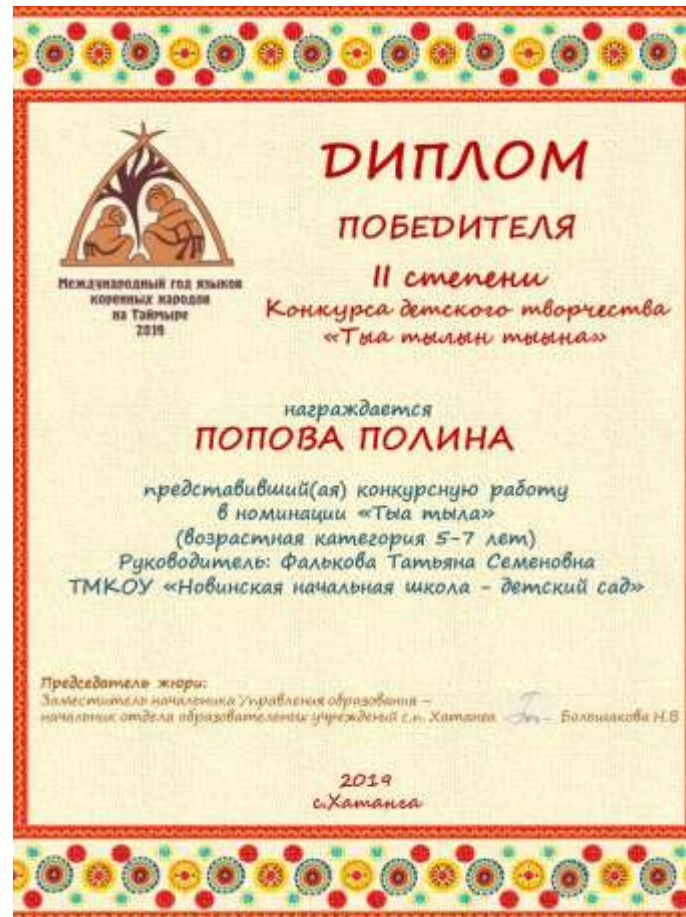 Международный год языков
коренных народов
на Таймыре
2019
ДИПЛОМ
ПОБЕДИТЕЛЯ
II степени
Конкурса детского творчества
«Тыа тылын тыына»
награждается
ПОПОВА ПОЛИНА
представивший(ая) конкурсную работу
в номинации «Тыа тыла»
(возрастная категория 5-7 лет)
Руководитель: Фалькова Татьяна Семеновна
ТМКОУ «Новинская начальная школа - детский сад»
Председатель жюри:
Заместитель начальника Управления образования –
начальник отдела образовательных учреждений с.п. Хатанга Большакова Н.В
2019
с.Хатанга